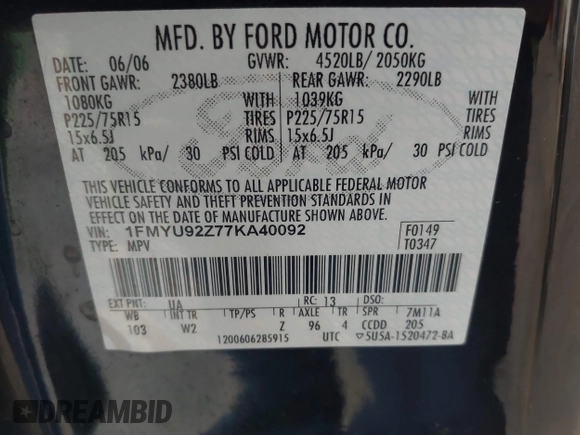 MFD. BY FORD MOTOR CO.
DATE: 06/06 GVWR: 4520LB/ 2050KG
FRONT GAWR: 2380LB REAR GAWR: 2290LB
1080KG WITH 1039KG WITH
P225/75R15 TIRES P225/75R15 TIRES
15x6.5J RIMS 15x6.5J RIMS
AT 205 kPa/ 30 PSI COLD AT 205 kPa/ 30 PSI COLD
THIS VEHICLE CONFORMS TO ALL APPLICABLE FEDERAL MOTOR
VEHICLE SAFETY AND THEFT PREVENTION STANDARDS IN
EFFECT ON THE DATE OF MANUFACTURE SHOWN ABOVE.
VIN: 1FMYU92Z77KA40092 F0149
TYPE: MPV T0347
EXT PNT: UA RC: 13 DSO:
WB INT TR TP/PS R AXLE TR SPR 7M11A
103 W2 Z 96 4 CCDD 205
1200606285915 UTC 5U5A-1520472-BA
Ford
DREAMBID